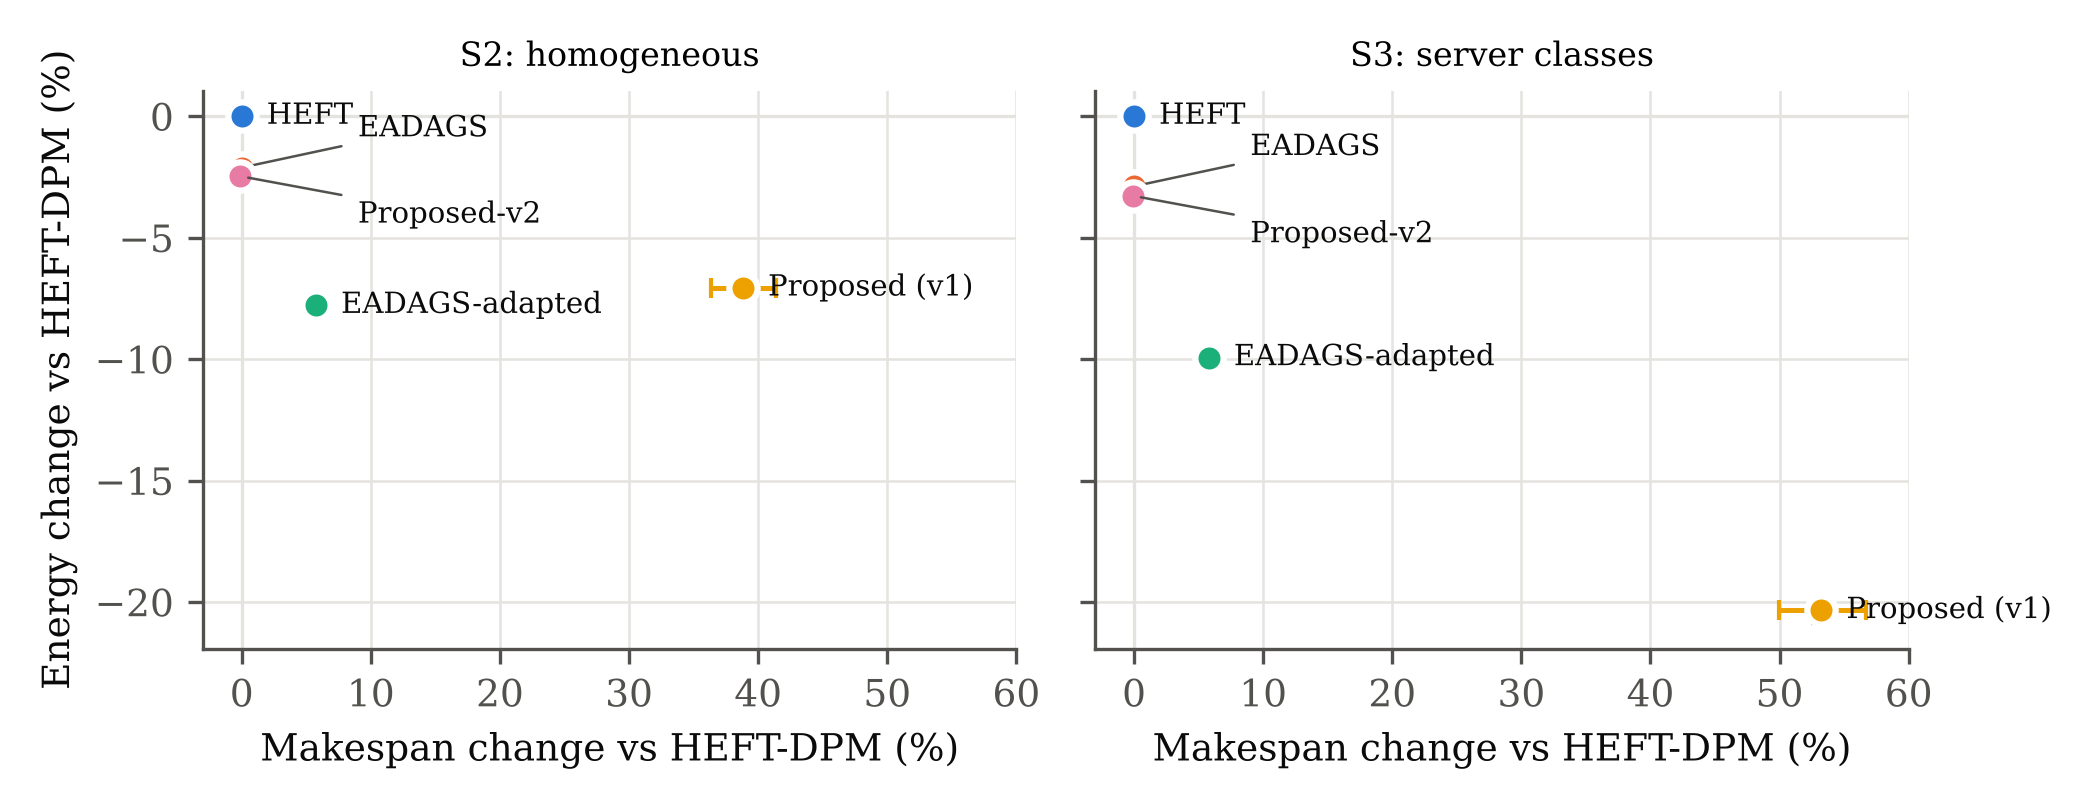 S2: homogeneous
S3: server classes
Energy change vs HEFT-DPM (%)
0
−5
−10
−15
−20
HEFT
EADAGS
Proposed-v2
EADAGS-adapted
Proposed (v1)
0 10 20 30 40 50 60
Makespan change vs HEFT-DPM (%)
HEFT
EADAGS
Proposed-v2
EADAGS-adapted
Proposed (v1)
0 10 20 30 40 50 60
Makespan change vs HEFT-DPM (%)